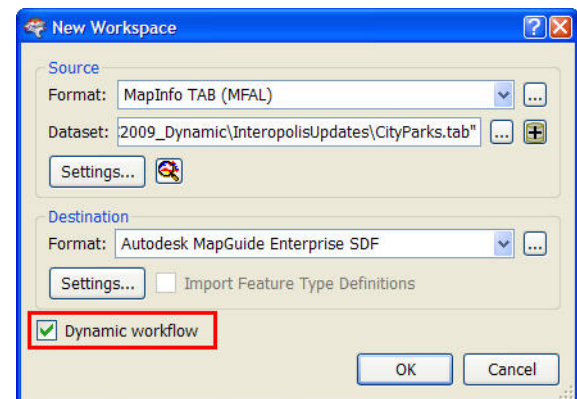 New Workspace
Source
Format: MapInfo TAB (MFAL)
Dataset: 2009_Dynamic\InteropolisUpdates\CityParks.tab"
Settings...
Destination
Format: Autodesk MapGuide Enterprise SDF
Settings... Import Feature Type Definitions
Dynamic workflow
OK Cancel